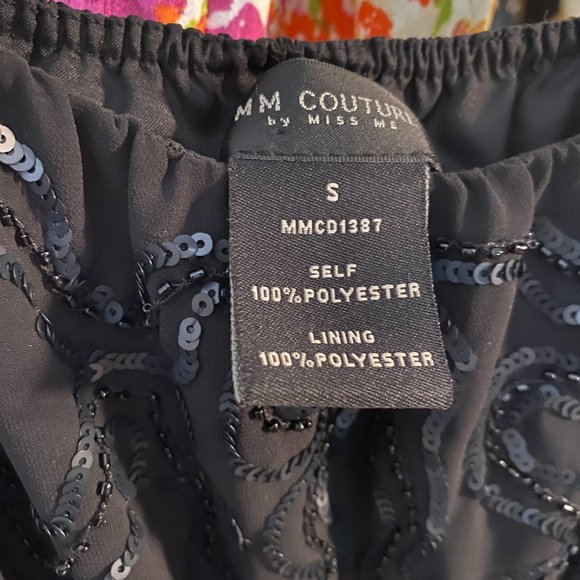 MM COUTURE
by MISS ME
S
MMCD1387
SELF
100%POLYESTER
LINING
100%POLYESTER